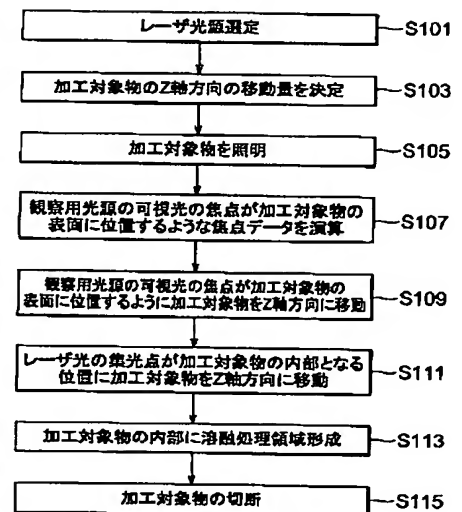 レーザ光源選定
S101
加工対象物のZ軸方向の移動量を決定
S103
加工対象物を照明
S105
観察用光源の可視光の焦点が加工対象物の
表面に位置するような焦点データを演算
S107
観察用光源の可視光の焦点が加工対象物の
表面に位置するように加工対象物をZ軸方向に移動
S109
レーザ光の集光点が加工対象物の内部となる
位置に加工対象物をZ軸方向に移動
S111
加工対象物の内部に溶融処理領域形成
S113
加工対象物の切断
S115